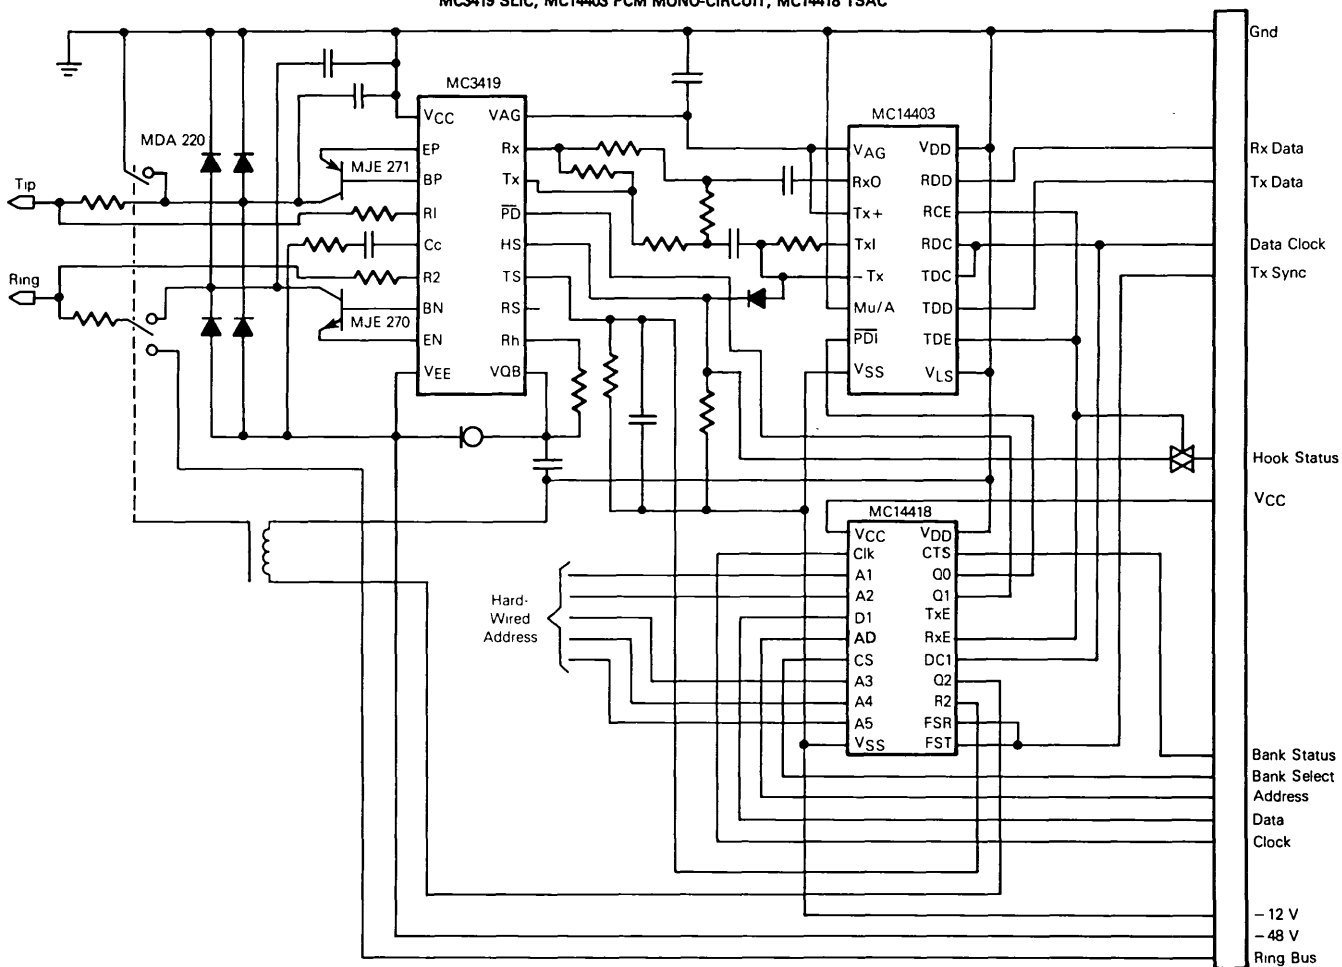 MC3419 SLIC, MC14403 PCM MONO-CIRCUIT, MC14418 TSAC
Gnd
MC3419
VCC
VAG
EP
Rx
BP
Tx
R1
PD
Cc
HS
R2
TS
BN
RS
EN
Rh
VEE
VQB
MDA 220
MJE 271
MJE 270
Tip
Ring
MC14403
VAG
VDD
RxO
RDD
Tx+
RCE
TxI
RDC
- Tx
TDC
Mu/A
TDD
PDI
TDE
VSS
VLS
Rx Data
Tx Data
Data Clock
Tx Sync
Hook Status
VCC
MC14418
VCC
VDD
Clk
CTS
A1
Q0
A2
Q1
D1
TxE
AD
RxE
CS
DC1
A3
Q2
A4
R2
A5
FSR
VSS
FST
Hard-
Wired
Address
Bank Status
Bank Select
Address
Data
Clock
- 12 V
- 48 V
Ring Bus